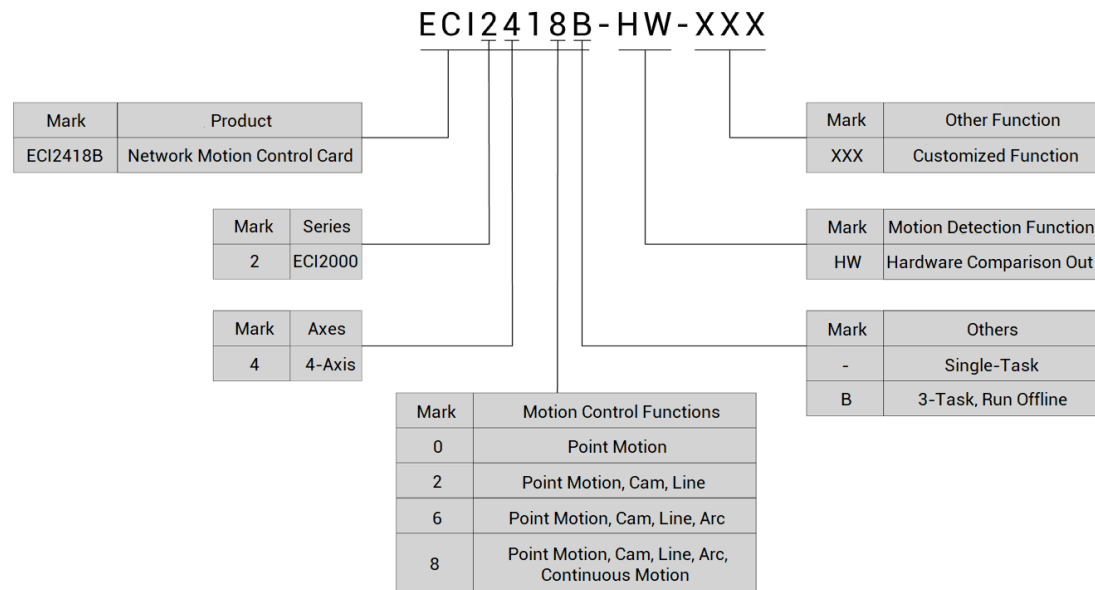 ECI2418B-HW-XXX
Mark Product
ECI2418B Network Motion Control Card
Mark Series
2 ECI2000
Mark Axes
4 4-Axis
Mark Motion Control Functions
0 Point Motion
2 Point Motion, Cam, Line
6 Point Motion, Cam, Line, Arc
8 Point Motion, Cam, Line, Arc,
Continuous Motion
Mark Other Function
XXX Customized Function
Mark Motion Detection Function
HW Hardware Comparison Out
Mark Others
- Single-Task
B 3-Task, Run Offline